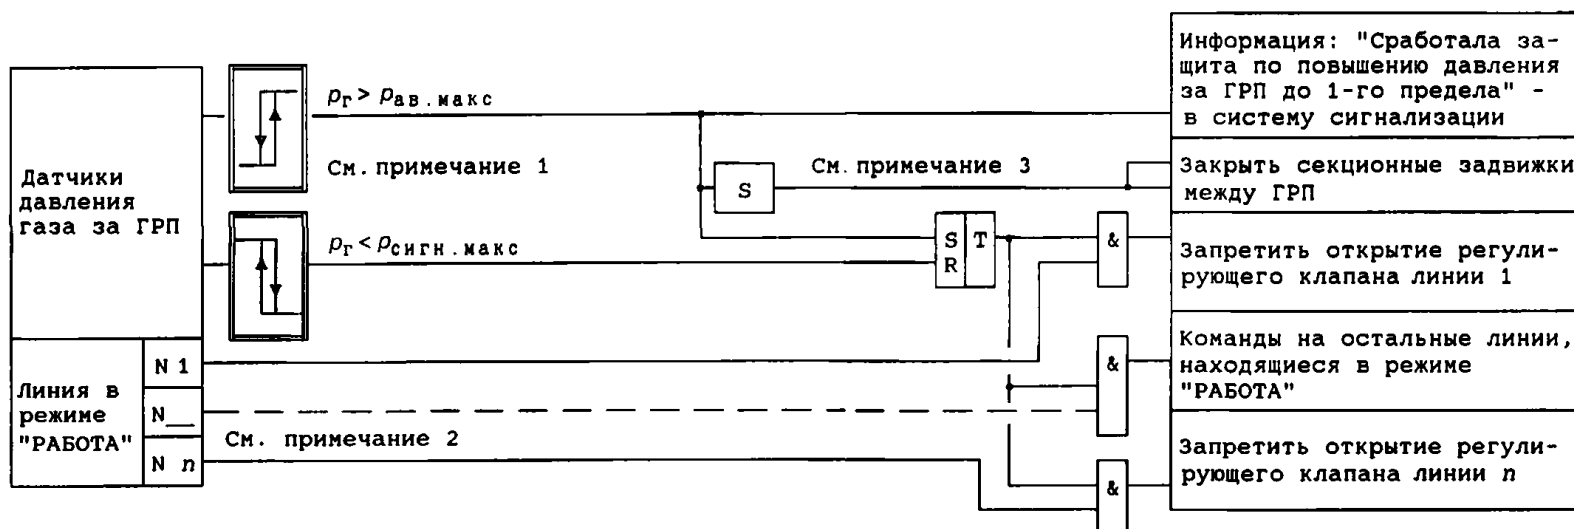 Датчики
давления
газа за ГРП
Линия в
режиме
"РАБОТА"
N 1
N__
N n
pг > pав.макс
См. примечание 1
pг < pсигн.макс
См. примечание 2
S
См. примечание 3
S T
R
&
&
&
Информация: "Сработала за-
щита по повышению давления
за ГРП до 1-го предела" -
в систему сигнализации
Закрыть секционные задвижки
между ГРП
Запретить открытие регули-
рующего клапана линии 1
Команды на остальные линии,
находящиеся в режиме
"РАБОТА"
Запретить открытие регули-
рующего клапана линии n